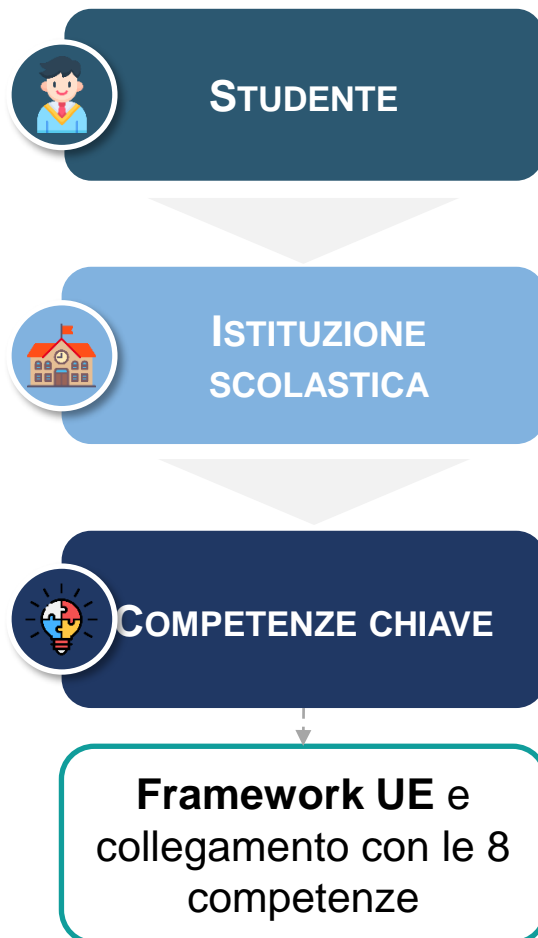 STUDENTE
ISTITUZIONE
SCOLASTICA
COMPETENZE CHIAVE
Framework UE e
collegamento con le 8
competenze